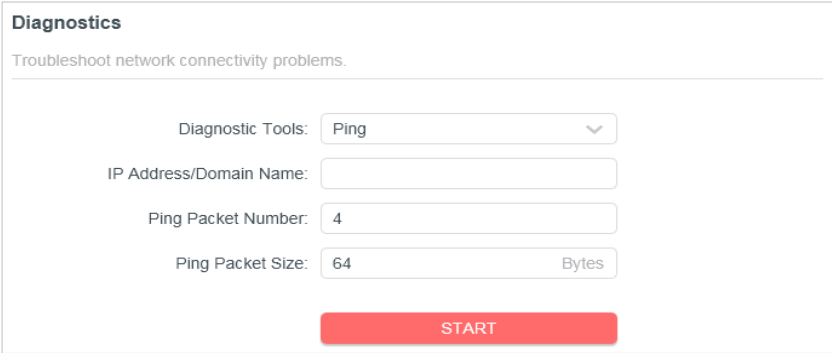 Diagnostics
Troubleshoot network connectivity problems.
Diagnostic Tools: Ping
IP Address/Domain Name:
Ping Packet Number: 4
Ping Packet Size: 64 Bytes
START